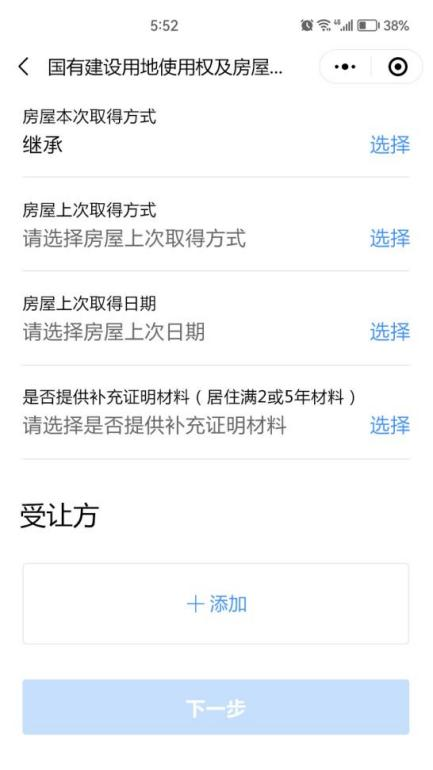 5:52
38%
国有建设用地使用权及房屋...
房屋本次取得方式
继承
选择
房屋上次取得方式
请选择房屋上次取得方式
选择
房屋上次取得日期
请选择房屋上次日期
选择
是否提供补充证明材料（居住满2或5年材料）
请选择是否提供补充证明材料
选择
受让方
+ 添加
下一步